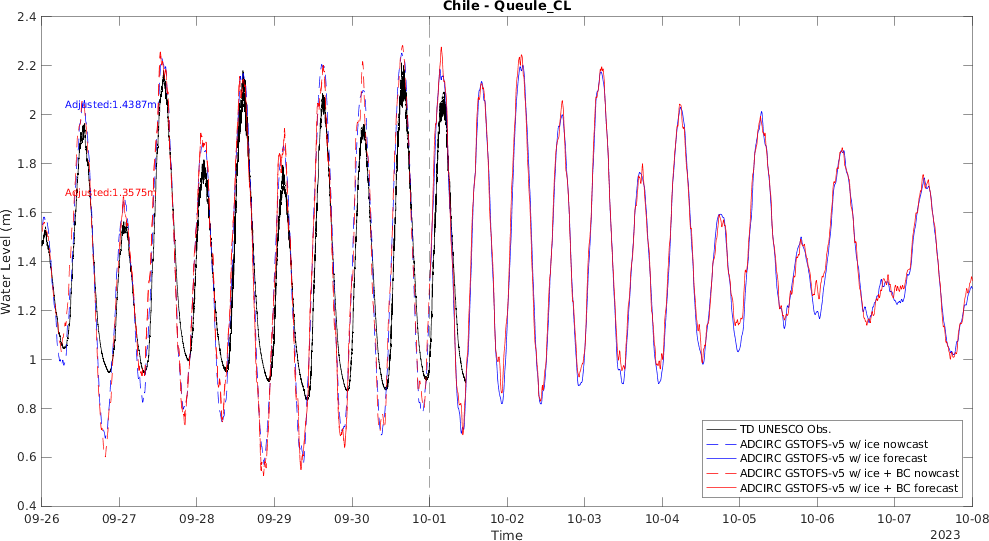 Chile - Queule_CL
2.4
2.2
2
1.8
1.6
1.4
1.2
1
0.8
0.6
0.4
Water Level (m)
Adjusted:1.4387m
Adjusted:1.3575m
TD UNESCO Obs.
ADCIRC GSTOFS-v5 w/ ice nowcast
ADCIRC GSTOFS-v5 w/ ice forecast
ADCIRC GSTOFS-v5 w/ ice + BC nowcast
ADCIRC GSTOFS-v5 w/ ice + BC forecast
09-26 09-27 09-28 09-29 09-30 10-01 10-02 10-03 10-04 10-05 10-06 10-07 10-08
Time
2023